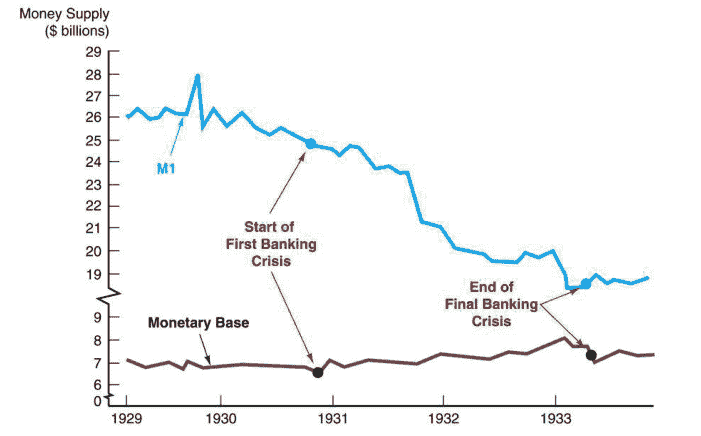 Money Supply
($ billions)
29
28
27
26
25
24
23
22
21
20
19
9
8
7
6
0
M1
Start of
First Banking
Crisis
End of
Final Banking
Crisis
Monetary Base
1929
1930
1931
1932
1933